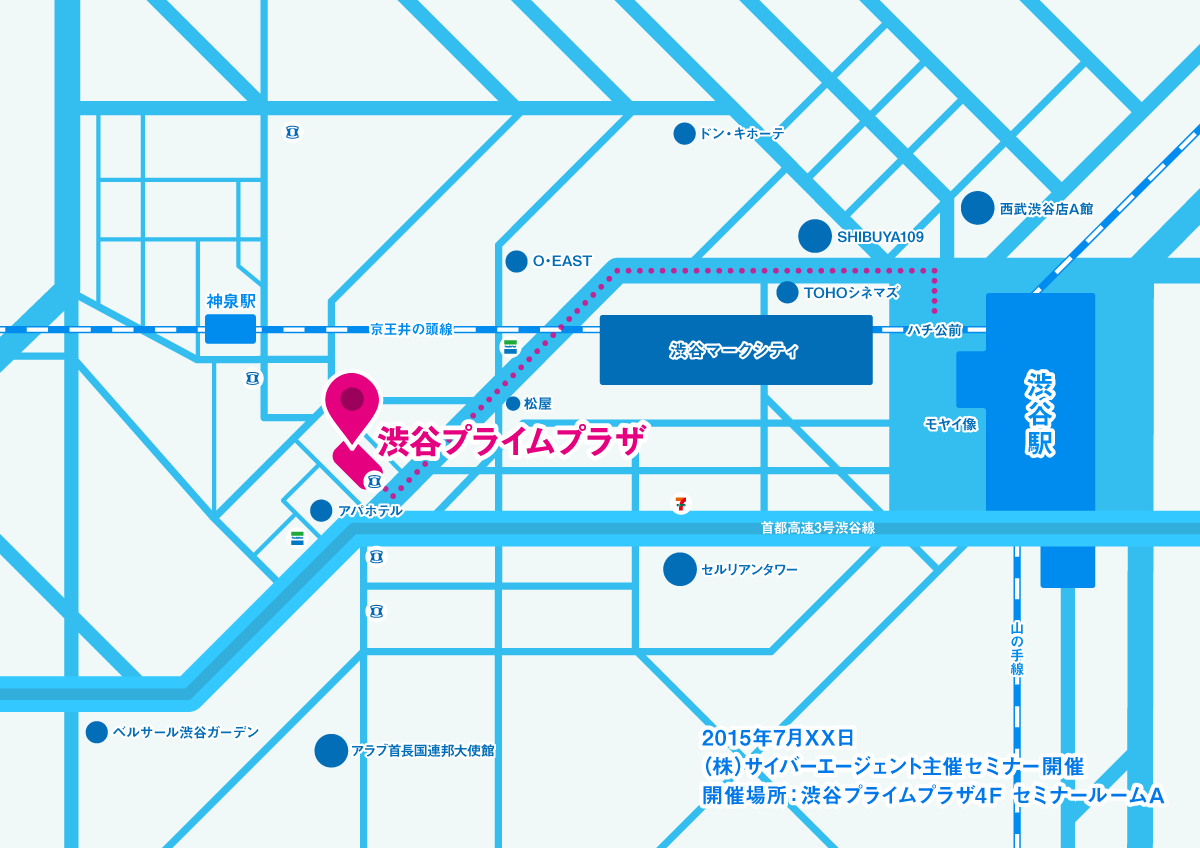 ドン・キホーテ
西武渋谷店A館
SHIBUYA109
O・EAST
TOHOシネマズ
神泉駅
京王井の頭線
ハチ公前
渋谷マークシティ
渋谷駅
松屋
モヤイ像
渋谷プライムプラザ
アパホテル
7
首都高速3号渋谷線
セルリアンタワー
山の手線
ベルサール渋谷ガーデン
アラブ首長国連邦大使館
2015年7月XX日
(株)サイバーエージェント主催セミナー開催
開催場所:渋谷プライムプラザ4F セミナールームA